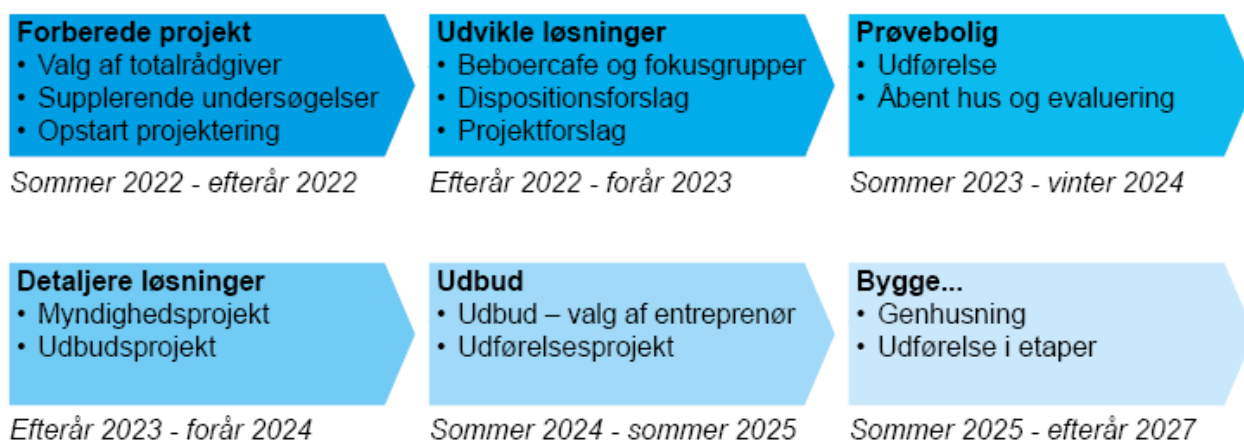 Forberede projekt
• Valg af totalrådgiver
• Supplerende undersøgelser
• Opstart projektering
Sommer 2022 - efterår 2022
Udvikle løsninger
• Beboercafe og fokusgrupper
• Dispositionsforslag
• Projektforslag
Efterår 2022 - forår 2023
Prøvebolig
• Udførelse
• Åbent hus og evaluering
Sommer 2023 - vinter 2024
Detaljere løsninger
• Myndighedsprojekt
• Udbudsprojekt
Efterår 2023 - forår 2024
Udbud
• Udbud – valg af entreprenør
• Udførelsesprojekt
Sommer 2024 - sommer 2025
Bygge...
• Genhusning
• Udførelse i etaper
Sommer 2025 - efterår 2027